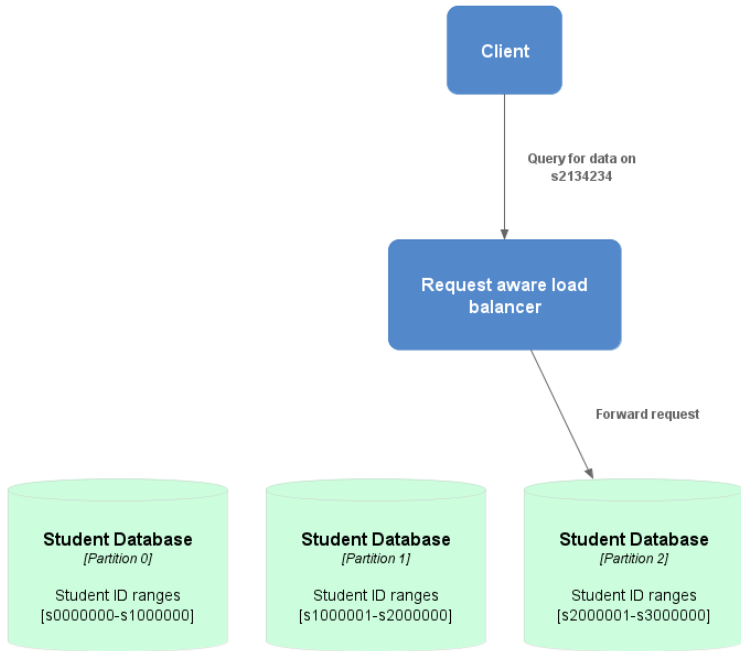 Client
Query for data on
s2134234
Request aware load
balancer
Forward request
Student Database
[Partition 0]
Student ID ranges
[s0000000-s1000000]
Student Database
[Partition 1]
Student ID ranges
[s1000001-s2000000]
Student Database
[Partition 2]
Student ID ranges
[s2000001-s3000000]